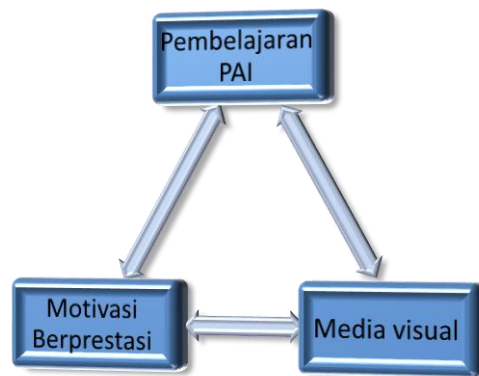 Pembelajaran
PAI
Motivasi
Berprestasi
Media visual